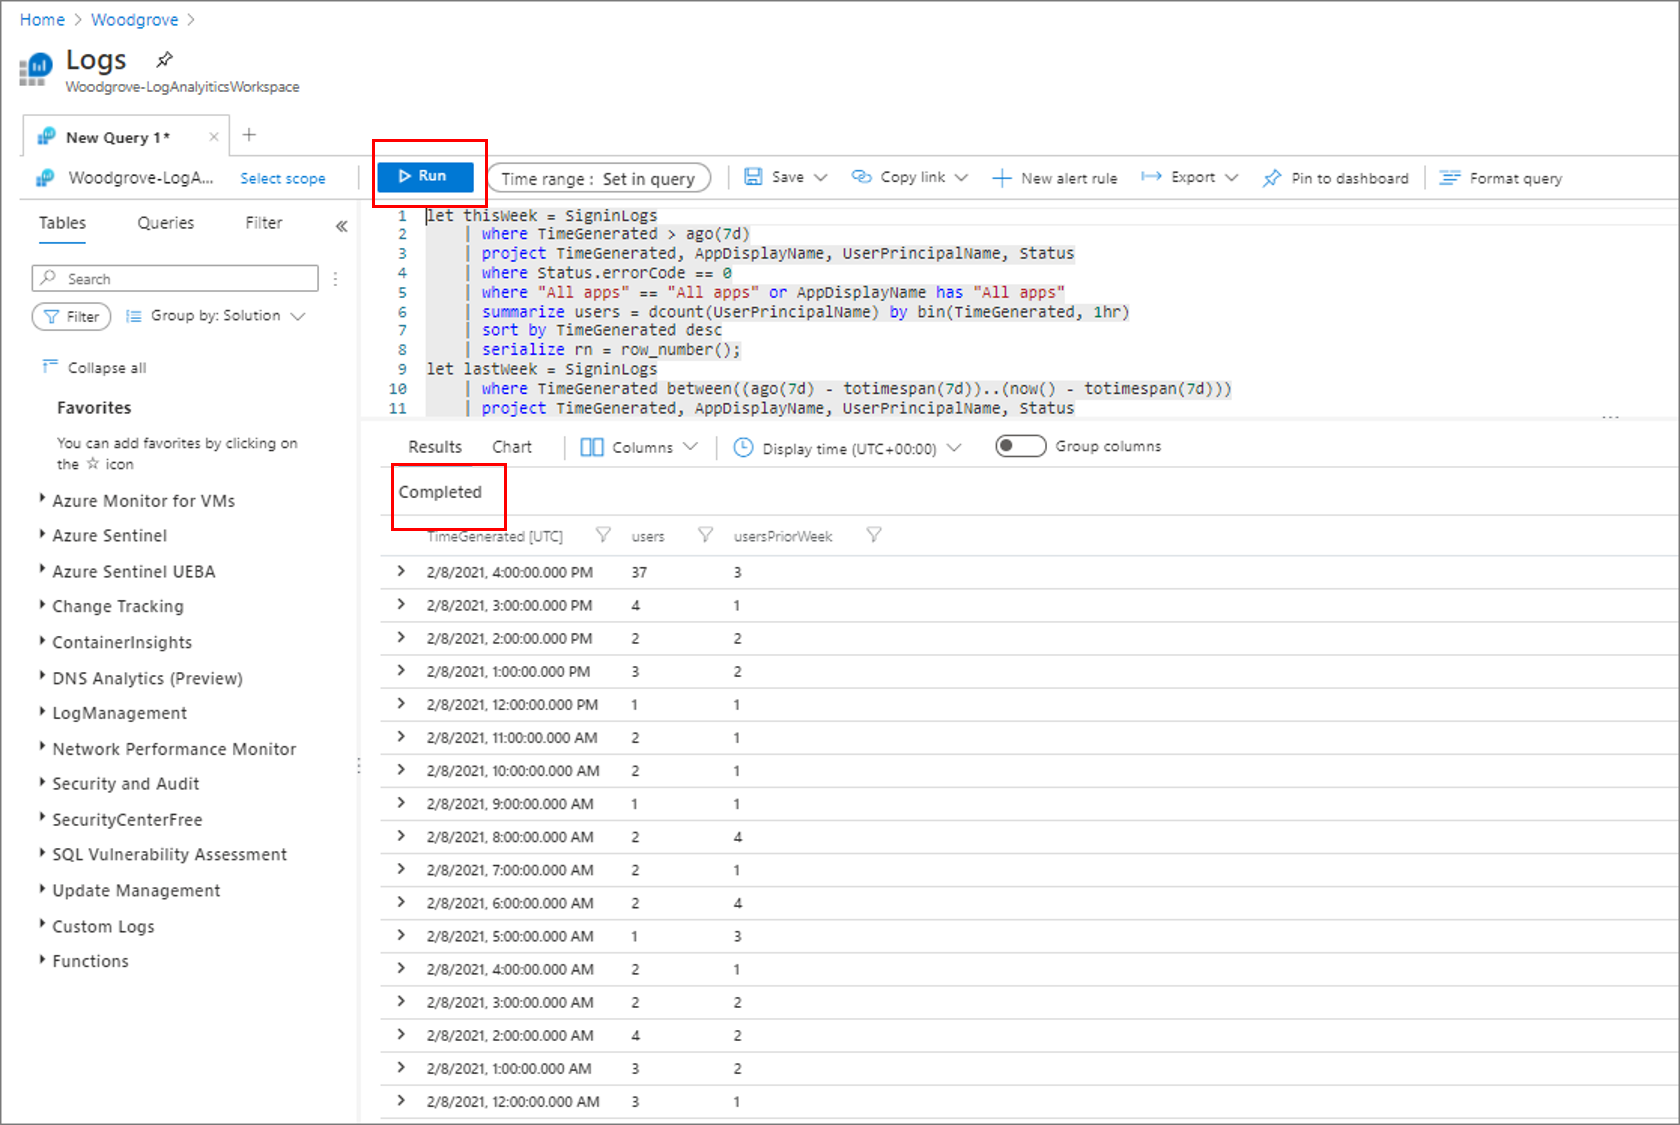 Home > Woodgrove >
Logs
Woodgrove-LogAnalyiticsWorkspace
New Query 1* × +
Woodgrove-LogA... Select scope
Run Time range : Set in query Save Copy link New alert rule Export Pin to dashboard Format query
Tables Queries Filter «
Search
Filter Group by: Solution
Collapse all
Favorites
You can add favorites by clicking on
the ☆ icon
Azure Monitor for VMs
Azure Sentinel
Azure Sentinel UEBA
Change Tracking
ContainerInsights
DNS Analytics (Preview)
LogManagement
Network Performance Monitor
Security and Audit
SecurityCenterFree
SQL Vulnerability Assessment
Update Management
Custom Logs
Functions
1 let thisWeek = SigninLogs
2 | where TimeGenerated > ago(7d)
3 | project TimeGenerated, AppDisplayName, UserPrincipalName, Status
4 | where Status.errorCode == 0
5 | where "All apps" == "All apps" or AppDisplayName has "All apps"
6 | summarize users = dcount(UserPrincipalName) by bin(TimeGenerated, 1hr)
7 | sort by TimeGenerated desc
8 | serialize rn = row_number();
9 let lastWeek = SigninLogs
10 | where TimeGenerated between((ago(7d) - totimespan(7d))..(now() - totimespan(7d)))
11 | project TimeGenerated, AppDisplayName, UserPrincipalName, Status
Results Chart Columns Display time (UTC+00:00) Group columns
Completed
TimeGenerated [UTC] users usersPriorWeek
2/8/2021, 4:00:00.000 PM 37 3
2/8/2021, 3:00:00.000 PM 4 1
2/8/2021, 2:00:00.000 PM 2 2
2/8/2021, 1:00:00.000 PM 3 2
2/8/2021, 12:00:00.000 PM 1 1
2/8/2021, 11:00:00.000 AM 2 1
2/8/2021, 10:00:00.000 AM 2 1
2/8/2021, 9:00:00.000 AM 1 1
2/8/2021, 8:00:00.000 AM 2 4
2/8/2021, 7:00:00.000 AM 2 1
2/8/2021, 6:00:00.000 AM 2 4
2/8/2021, 5:00:00.000 AM 1 3
2/8/2021, 4:00:00.000 AM 2 1
2/8/2021, 3:00:00.000 AM 2 2
2/8/2021, 2:00:00.000 AM 4 2
2/8/2021, 1:00:00.000 AM 3 2
2/8/2021, 12:00:00.000 AM 3 1